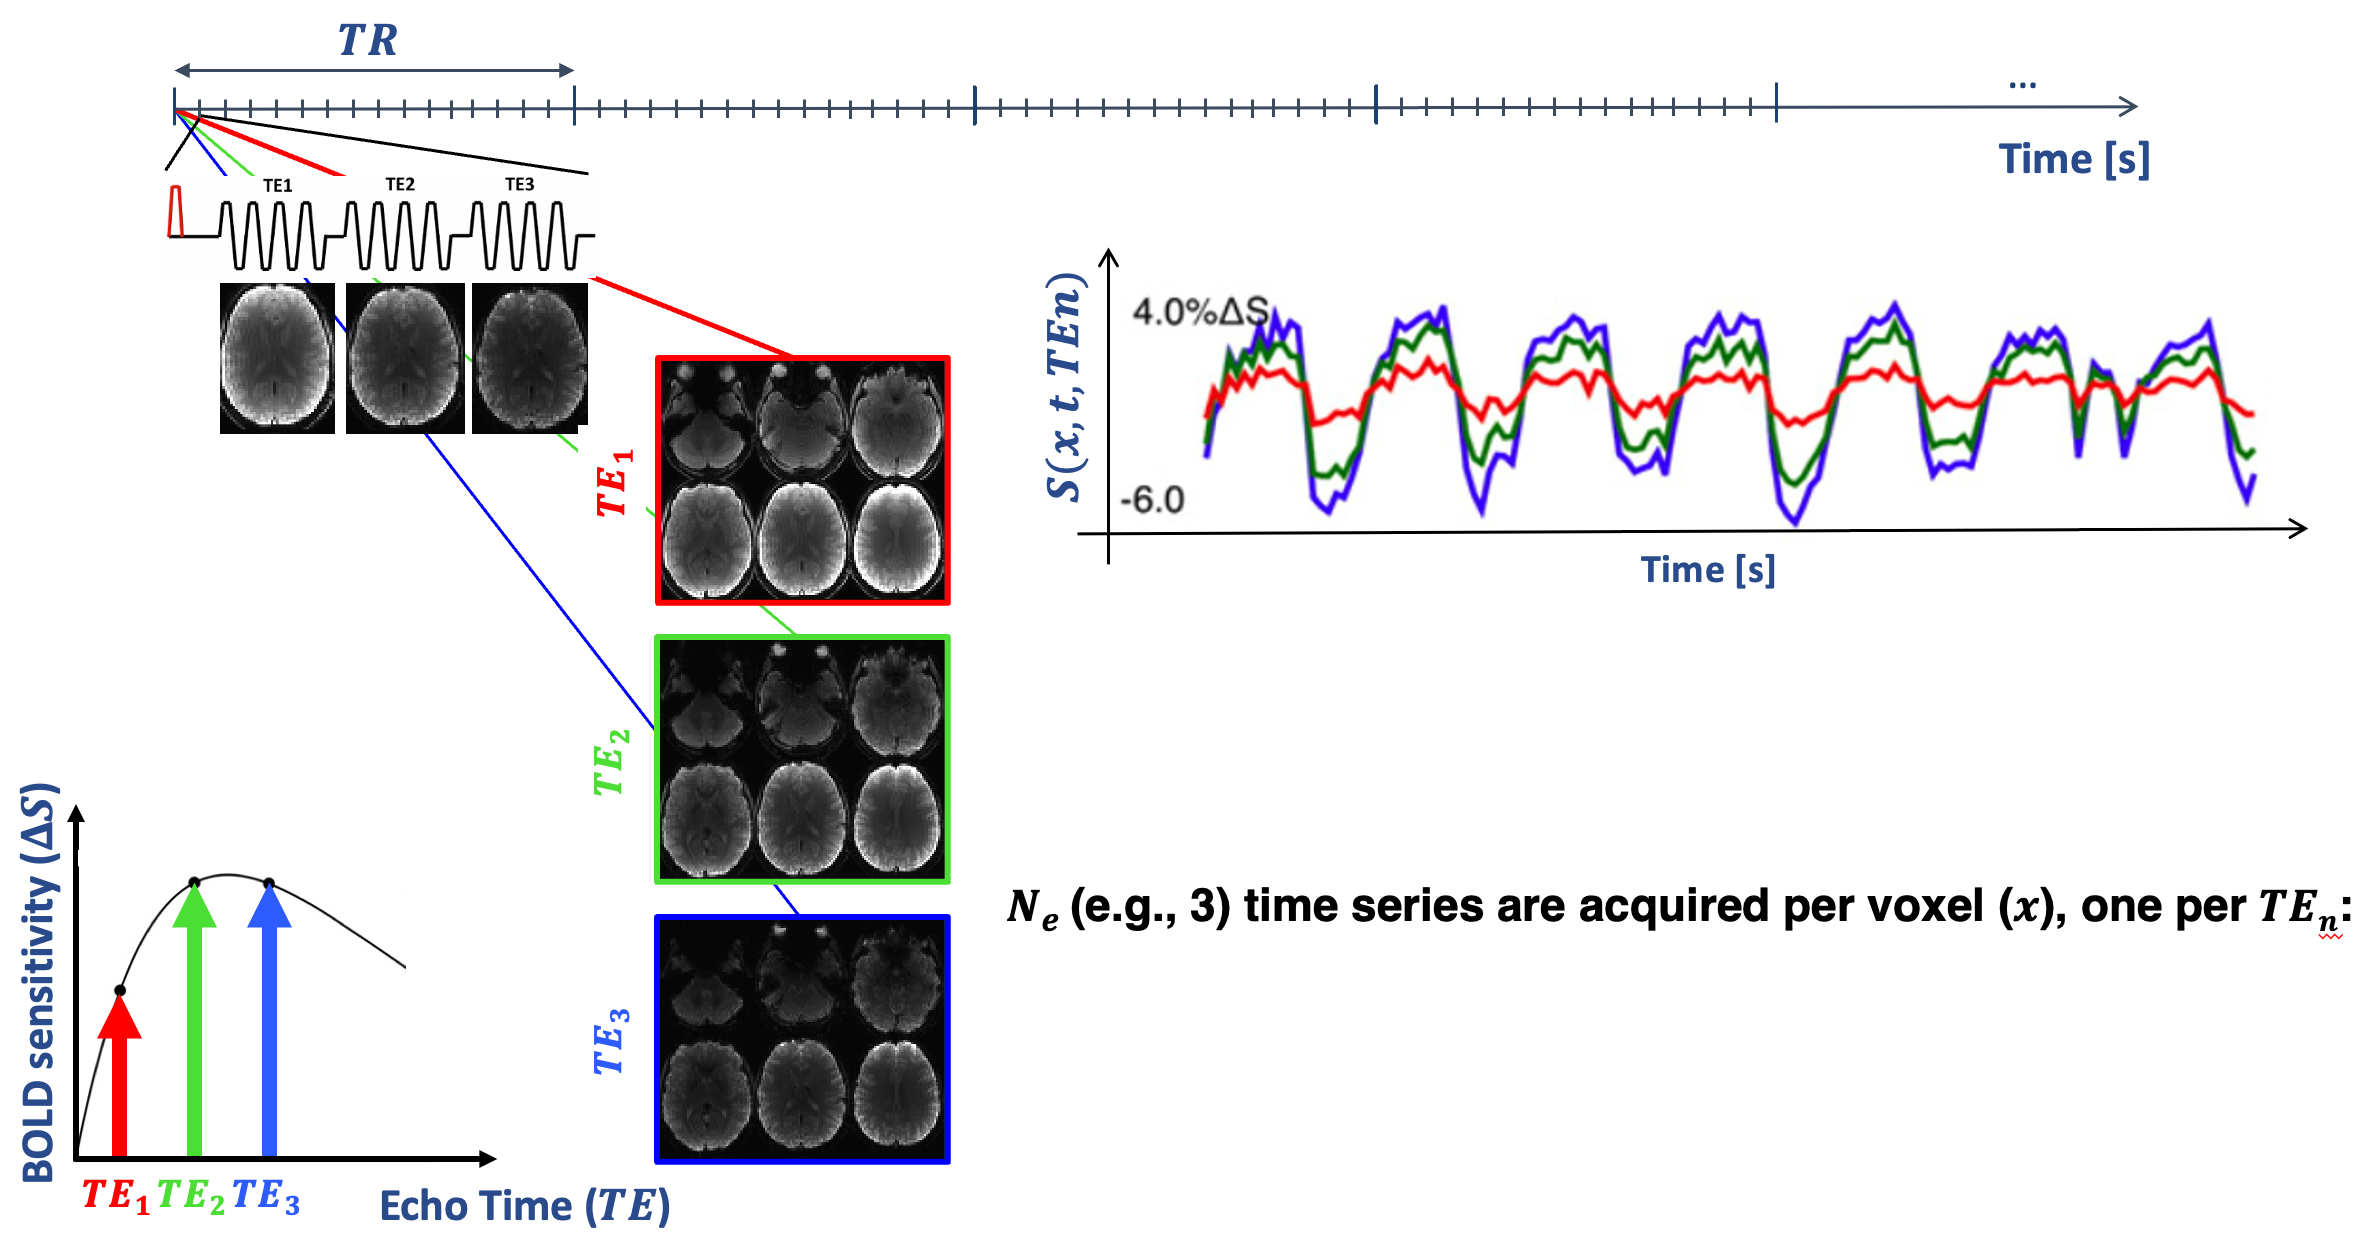 TR
...
Time [s]
TE1 TE2 TE3
S(x, t, TEn)
4.0%ΔS
-6.0
Time [s]
TE₁
TE₂
TE₃
Nₑ (e.g., 3) time series are acquired per voxel (x), one per TEₙ:
BOLD sensitivity (ΔS)
TE₁ TE₂ TE₃
Echo Time (TE)